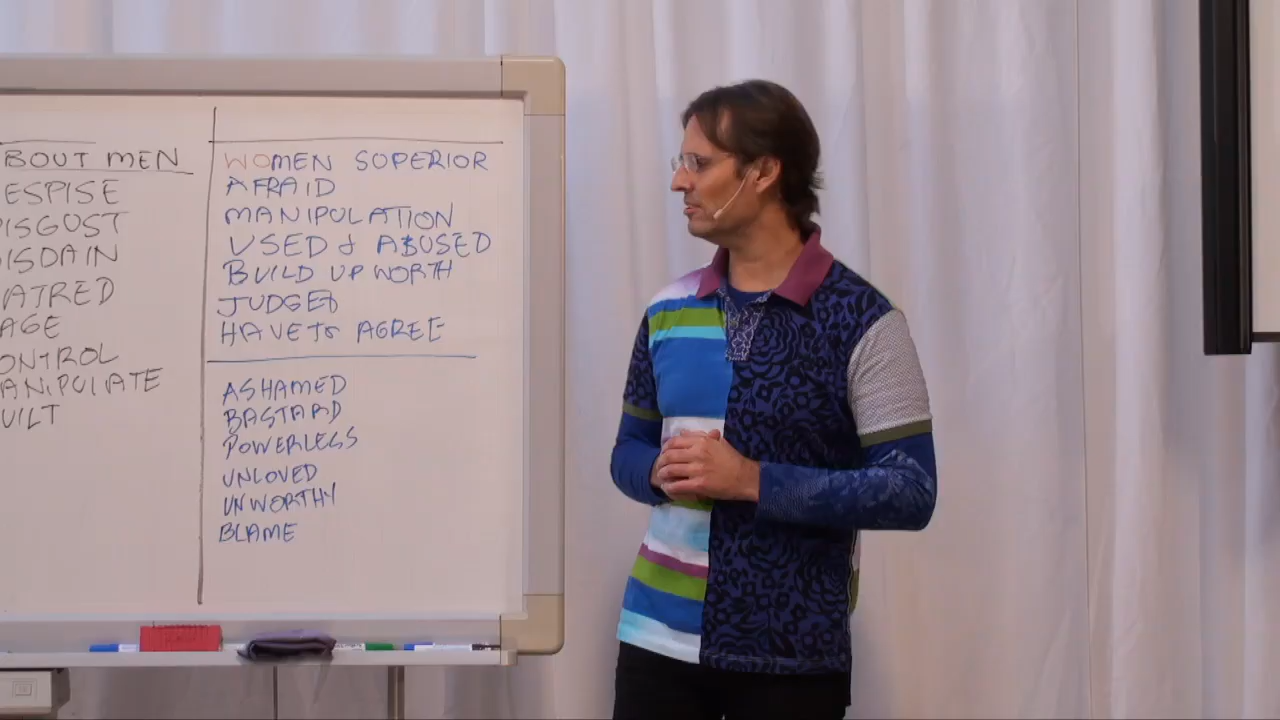 BOUT MEN
ESPISE
ISGUST
ISDAIN
ATRED
AGE
ONTROL
ANIPULATE
UILT
WOMEN SUPERIOR
AFRAID
MANIPULATION
USED & ABUSED
BUILD UP WORTH
JUDGED
HAVE TO AGREE
ASHAMED
BASTARD
POWERLESS
UNLOVED
UNWORTHY
BLAME